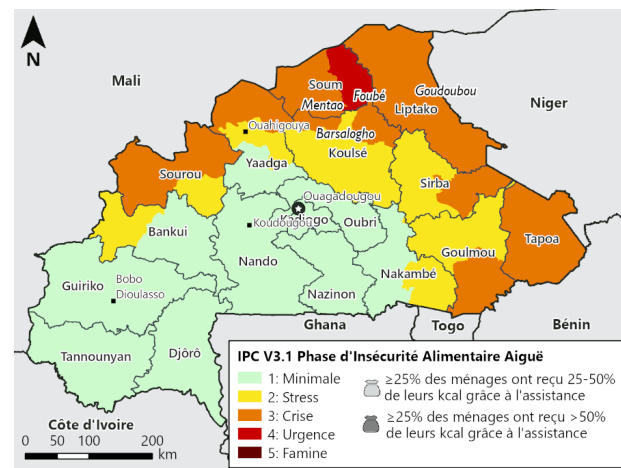 N
Mali
Niger
Soum
Goudoubou
Foubé
Mentao
Liptako
Ouahigouya
Barsalogho
Koulsé
Yaadga
Sourou
Sirba
Ouagadougou
Kadiogo
Koudougou
Oubri
Bankui
Goulmou
Tapoa
Nando
Nakambé
Guiriko
Bobo
Dioulasso
Nazinon
Ghana
Togo
Bénin
Tannounyan
Djôrô
Côte d'Ivoire
0 50 100 200
km
IPC V3.1 Phase d'Insécurité Alimentaire Aiguë
1: Minimale
2: Stress
3: Crise
4: Urgence
5: Famine
≥25% des ménages ont reçu 25-50%
de leurs kcal grâce à l'assistance
≥25% des ménages ont reçu >50%
de leurs kcal grâce à l'assistance